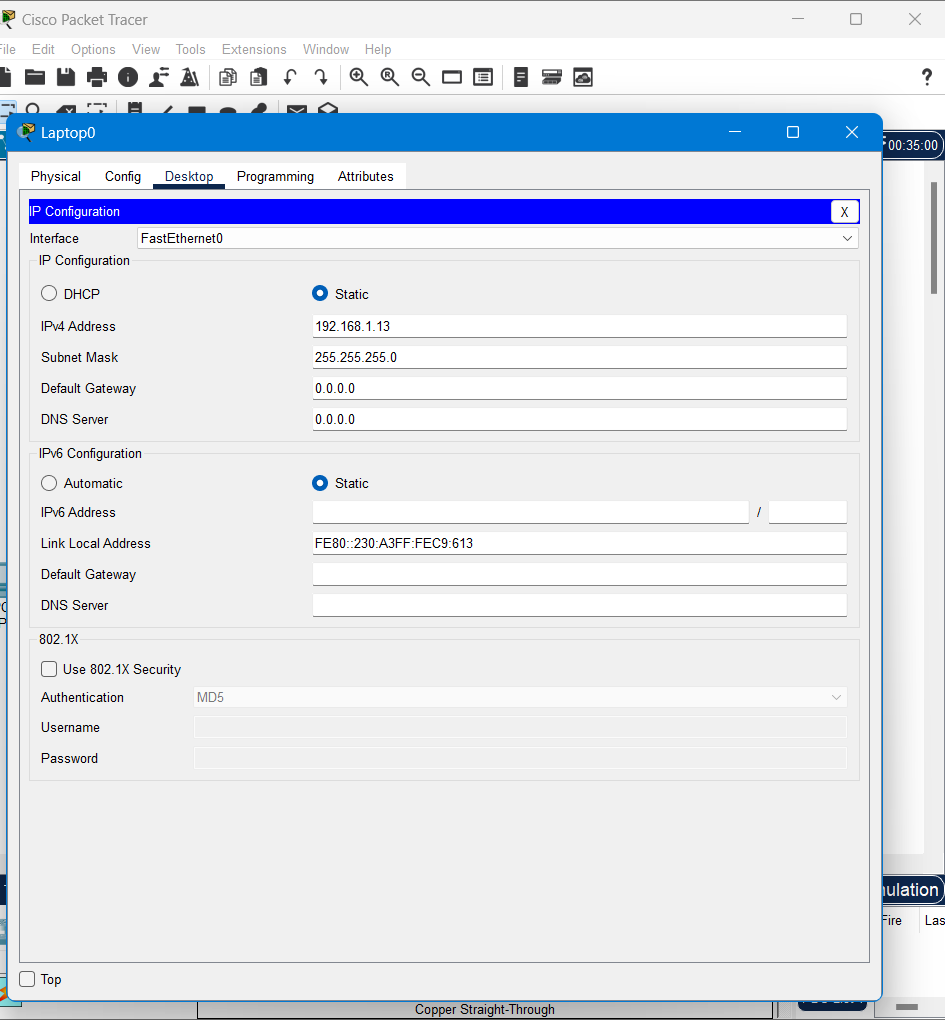 Cisco Packet Tracer
File Edit Options View Tools Extensions Window Help
?
Laptop0
00:35:00
Physical Config Desktop Programming Attributes
IP Configuration X
Interface FastEthernet0
IP Configuration
DHCP Static
IPv4 Address 192.168.1.13
Subnet Mask 255.255.255.0
Default Gateway 0.0.0.0
DNS Server 0.0.0.0
IPv6 Configuration
Automatic Static
IPv6 Address /
Link Local Address FE80::230:A3FF:FEC9:613
Default Gateway
DNS Server
802.1X
Use 802.1X Security
Authentication MD5
Username
Password
ulation
Fire Las
Top
Copper Straight-Through